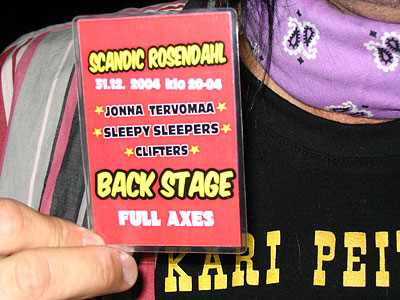 SCANDIC ROSENDAHL
31.12. 2004 klo 20-04
JONNA TERVOMAA
SLEEPY SLEEPERS
CLIFTERS
BACK STAGE
FULL AXES
KARI PEIT